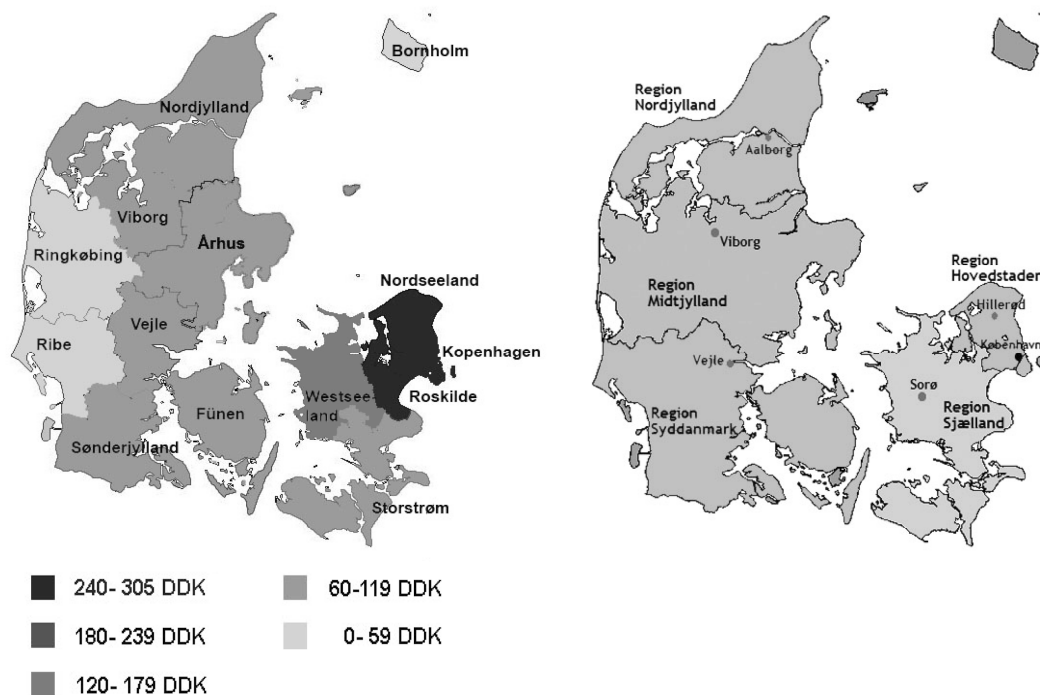 Bornholm
Nordjylland
Viborg
Århus
Ringkøbing
Nordseeland
Vejle
Ribe
Kopenhagen
Westsee-
land
Roskilde
Fünen
Sønderjylland
Storstrøm
240- 305 DDK
180- 239 DDK
120- 179 DDK
60-119 DDK
0- 59 DDK
Region
Nordjylland
Aalborg
Viborg
Region
Hovedstaden
Region
Midtjylland
Hillerød
København
Vejle
Sorø
Region
Sjælland
Region
Syddanmark